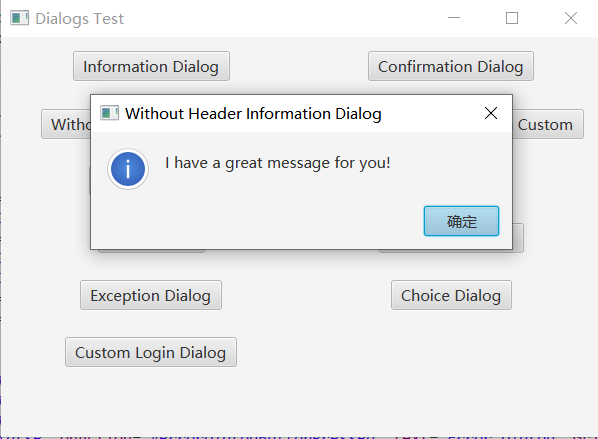 Dialogs Test
Information Dialog
Confirmation Dialog
Custom
Without Header Information Dialog
I have a great message for you!
确定
Exception Dialog
Choice Dialog
Custom Login Dialog